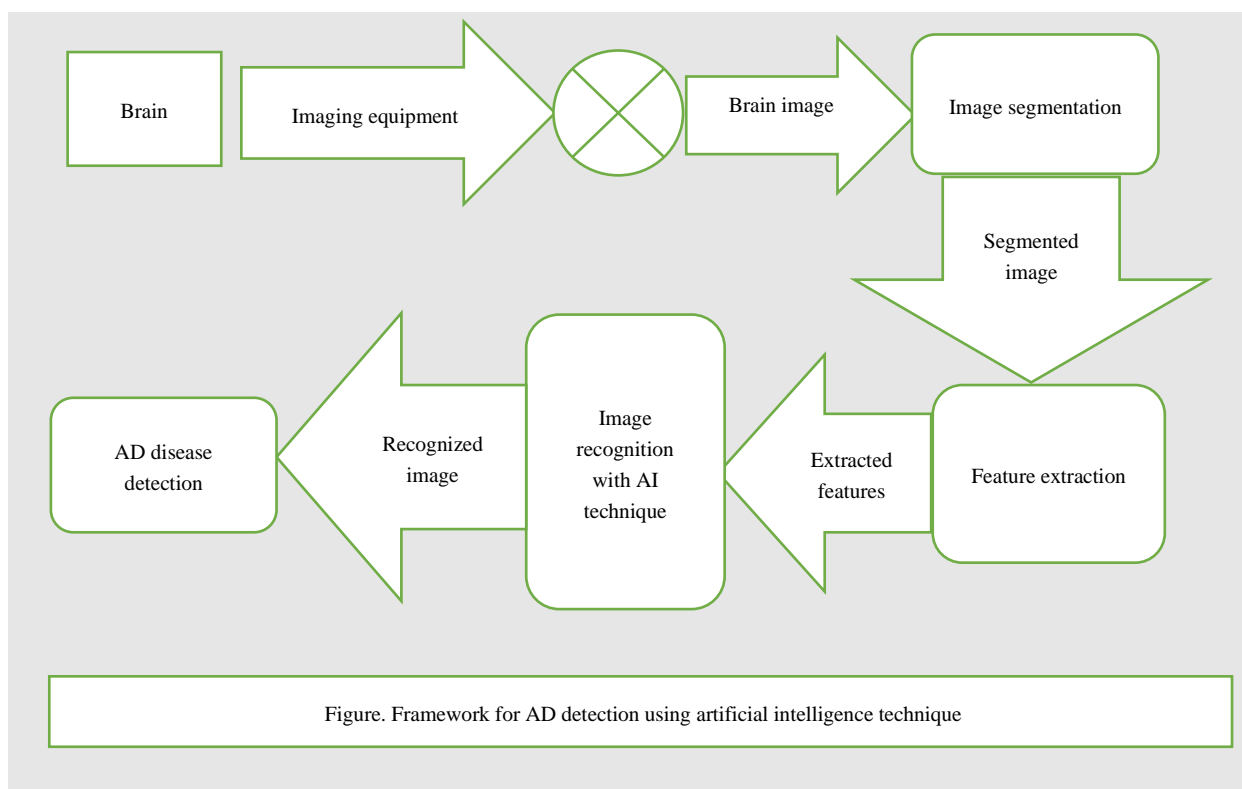 Brain
Imaging equipment
Brain image
Image segmentation
Segmented
image
Feature extraction
Extracted
features
Image
recognition
with AI
technique
Recognized
image
AD disease
detection
Figure. Framework for AD detection using artificial intelligence technique